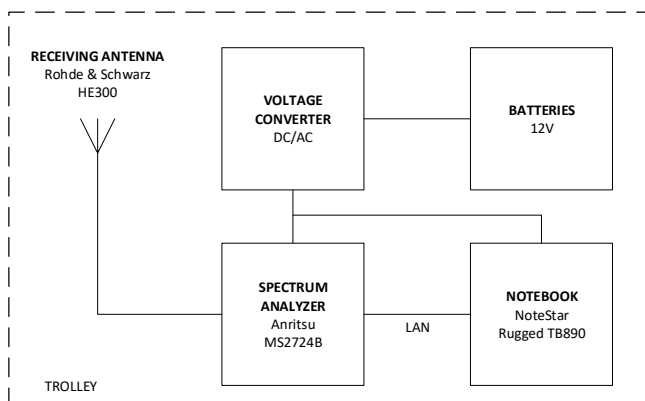 RECEIVING ANTENNA
Rohde & Schwarz
HE300
VOLTAGE
CONVERTER
DC/AC
BATTERIES
12V
SPECTRUM
ANALYZER
Anritsu
MS2724B
LAN
NOTEBOOK
NoteStar
Rugged TB890
TROLLEY